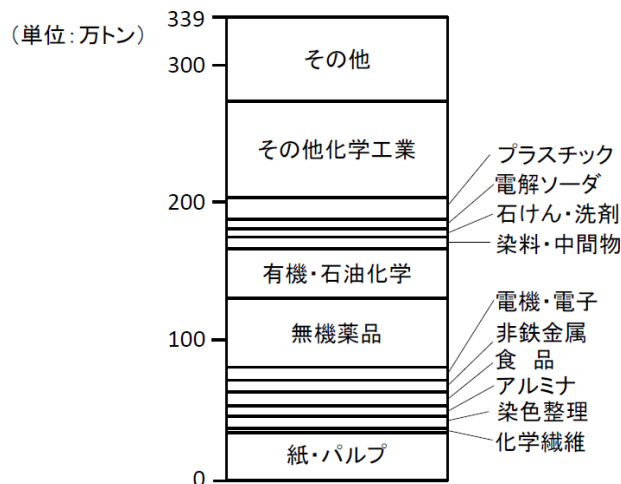 (単位:万トン)
339
300
200
100
0
その他
その他化学工業
プラスチック
電解ソーダ
石けん・洗剤
染料・中間物
有機・石油化学
無機薬品
電機・電子
非鉄金属
食 品
アルミナ
染色整理
化学繊維
紙・パルプ